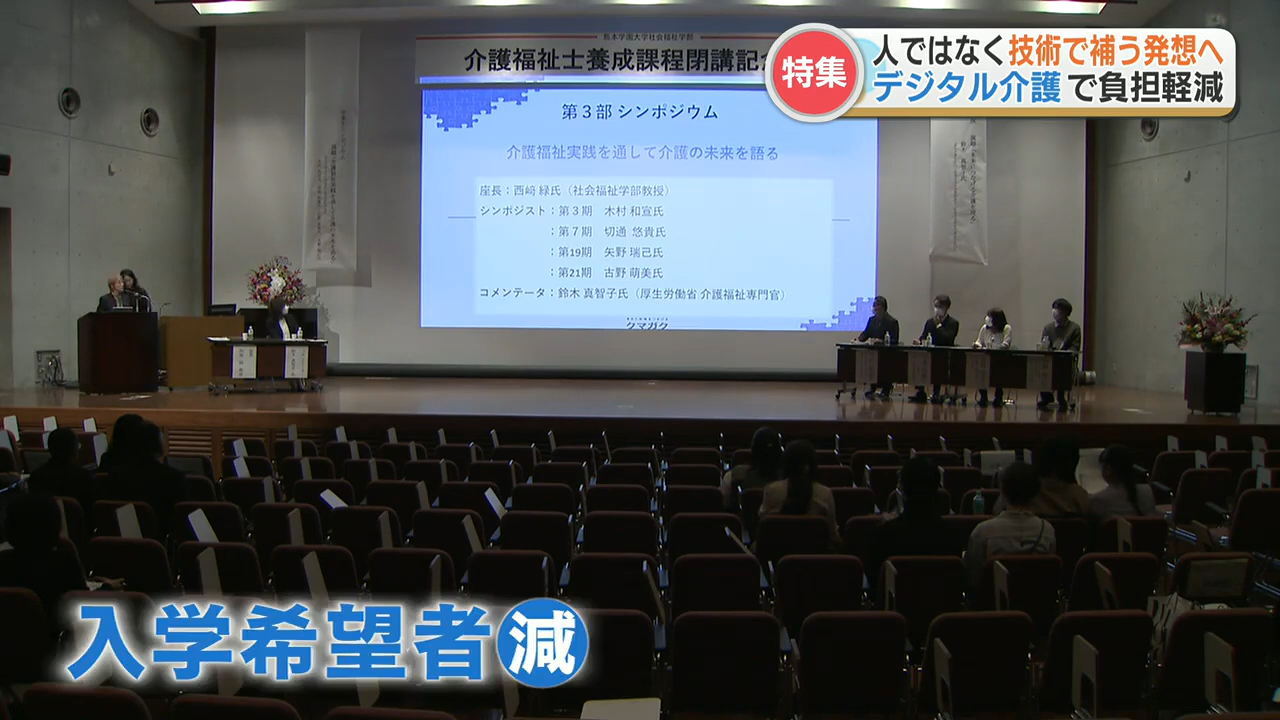 特集
人ではなく技術で補う発想へ
デジタル介護で負担軽減
熊本学園大学社会福祉学部
介護福祉士養成課程閉講記
第3部 シンポジウム
介護福祉実践を通して介護の未来を語る
座長:西﨑 緑氏(社会福祉学部教授)
シンポジスト:第3期 木村 和宣氏
:第7期 切通 悠貴氏
:第19期 矢野 瑞己氏
:第21期 古野 萌美氏
コメンテータ:鈴木 真智子氏(厚生労働省 介護福祉専門官)
クマガク
入学希望者減